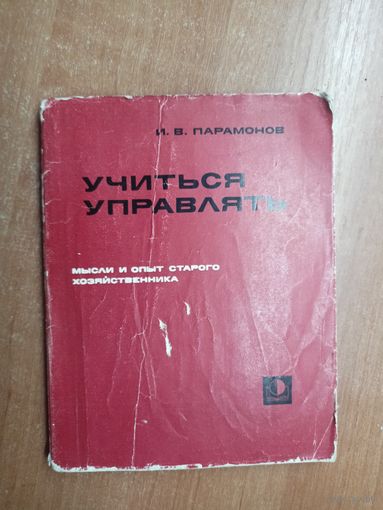 И. В. ПАРАМОНОВ
УЧИТЬСЯ
УПРАВЛЯТЬ
МЫСЛИ И ОПЫТ СТАРОГО
ХОЗЯЙСТВЕННИКА